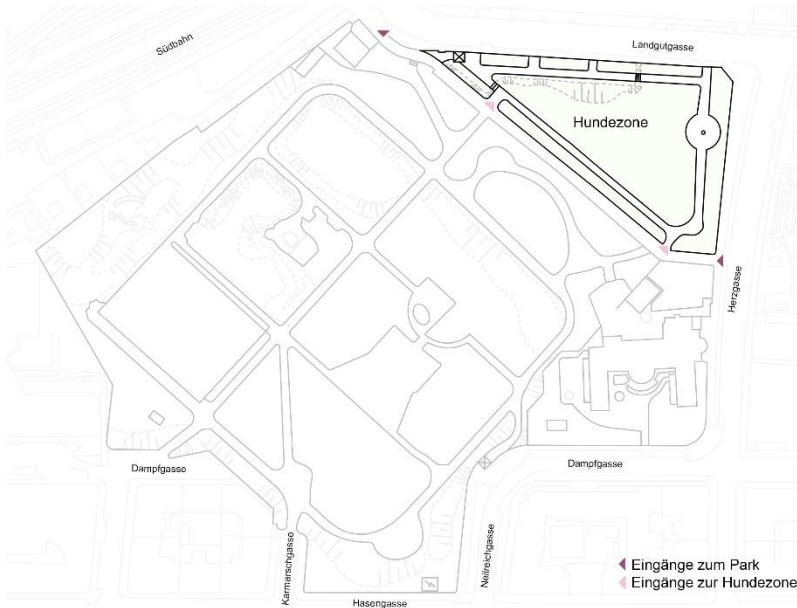 Südbahn
Landgutgasse
Hundezone
Herzgasse
Dampfgasse
Dampfgasse
Karmarschgasse
Neilreichgasse
Hasengasse
Eingänge zum Park
Eingänge zur Hundezone